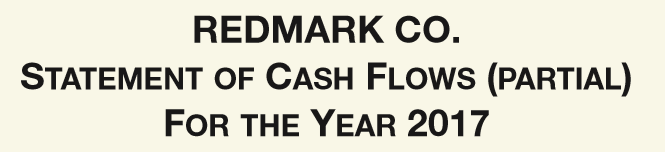 REDMARK CO.
STATEMENT OF CASH FLOWS (PARTIAL)
FOR THE YEAR 2017